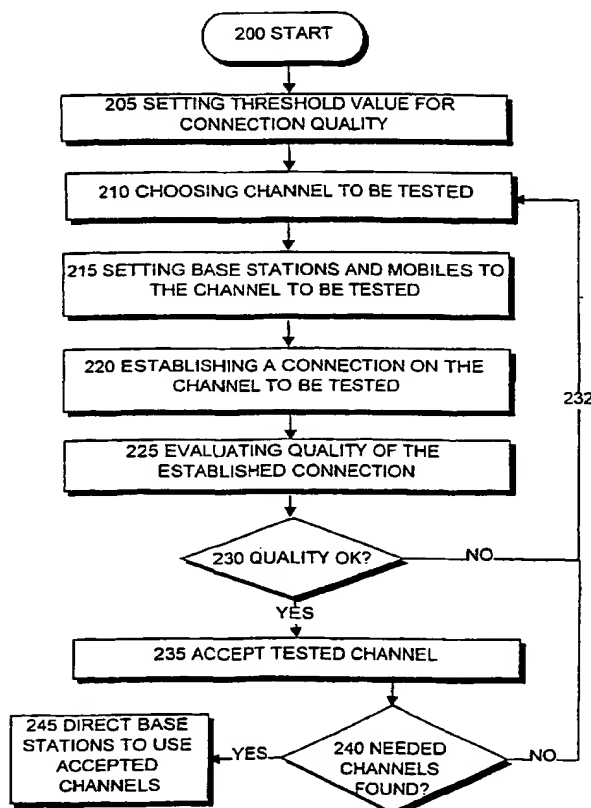 200 START
205 SETTING THRESHOLD VALUE FOR
CONNECTION QUALITY
210 CHOOSING CHANNEL TO BE TESTED
215 SETTING BASE STATIONS AND MOBILES TO
THE CHANNEL TO BE TESTED
220 ESTABLISHING A CONNECTION ON THE
CHANNEL TO BE TESTED
232
225 EVALUATING QUALITY OF THE
ESTABLISHED CONNECTION
230 QUALITY OK?
NO
YES
235 ACCEPT TESTED CHANNEL
245 DIRECT BASE
STATIONS TO USE
ACCEPTED
CHANNELS
YES
240 NEEDED
CHANNELS
FOUND?
NO